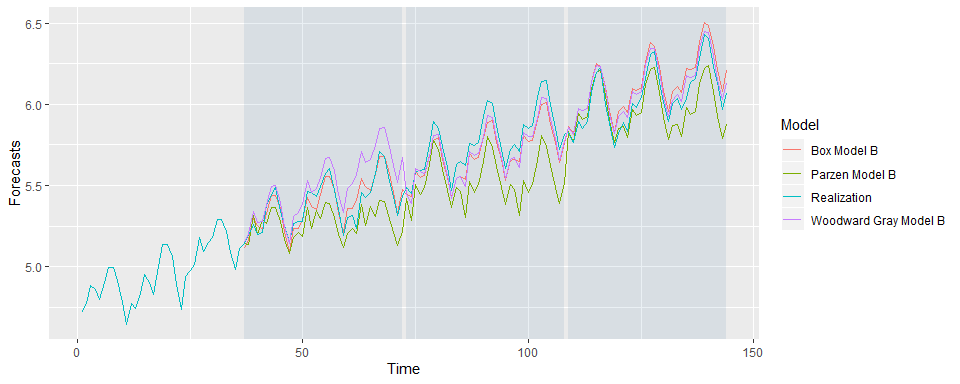 6.5
6.0
5.5
5.0
Forecasts
0
50
100
150
Time
Model
Box Model B
Parzen Model B
Realization
Woodward Gray Model B